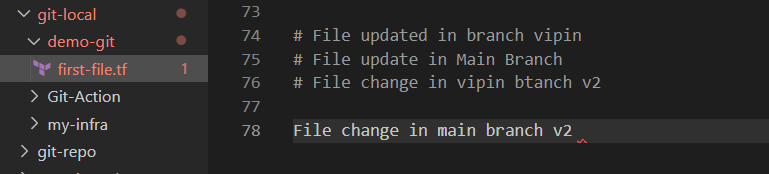 git-local
demo-git
first-file.tf 1
Git-Action
my-infra
git-repo
73
74 # File updated in branch vipin
75 # File update in Main Branch
76 # File change in vipin btanch v2
77
78 File change in main branch v2